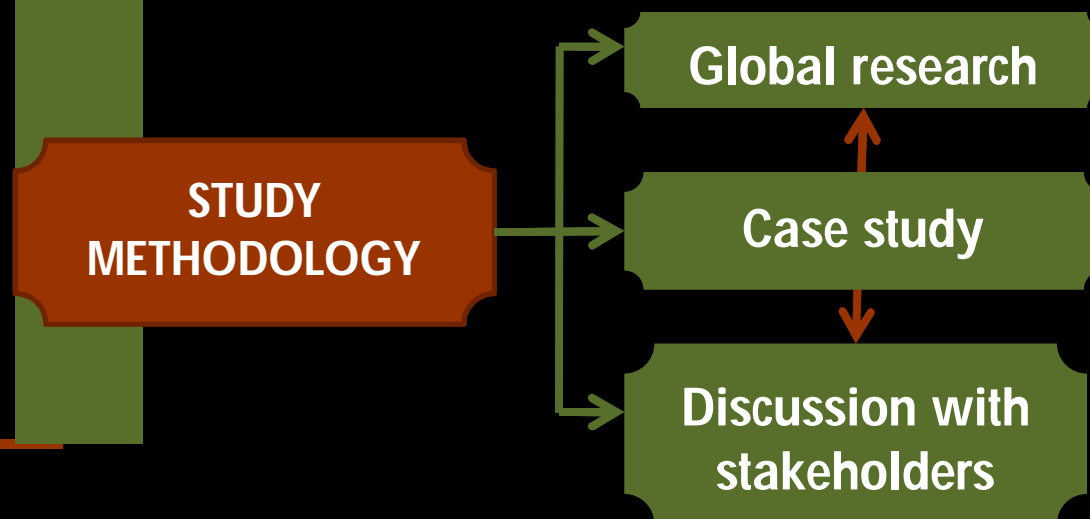 STUDY
METHODOLOGY
Global research
Case study
Discussion with
stakeholders